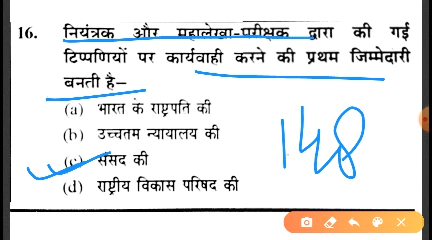 16. नियंत्रक और महालेखा-परीक्षक द्वारा की गई
टिप्पणियों पर कार्यवाही करने की प्रथम जिम्मेदारी
बनती है–
(a) भारत के राष्ट्रपति की
(b) उच्चतम न्यायालय की
(c) संसद की
(d) राष्ट्रीय विकास परिषद की
148